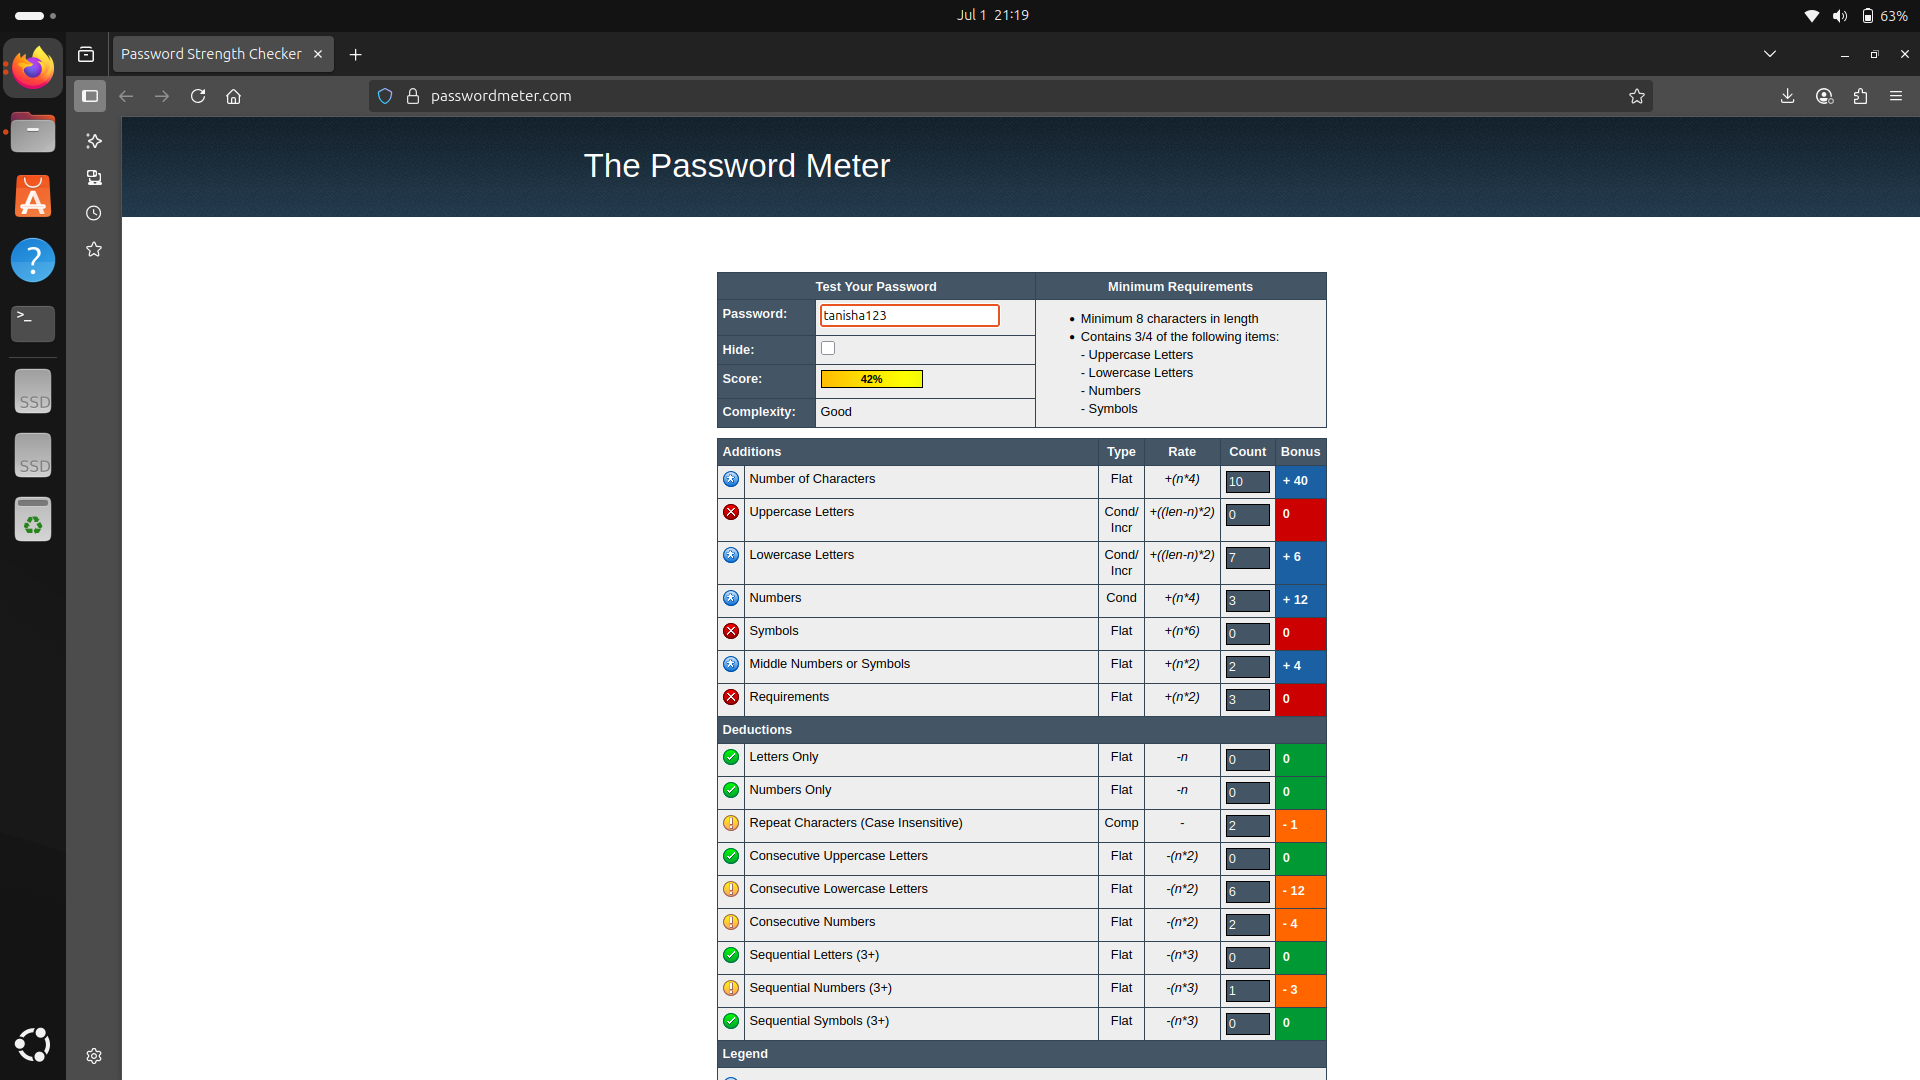 Jul 1 21:19
63%
Password Strength Checker
passwordmeter.com
The Password Meter
Test Your Password
Minimum Requirements
Password: tanisha123
Hide:
Score: 42%
Complexity: Good
• Minimum 8 characters in length
• Contains 3/4 of the following items:
- Uppercase Letters
- Lowercase Letters
- Numbers
- Symbols
Additions Type Rate Count Bonus
Number of Characters Flat +(n*4) 10 + 40
Uppercase Letters Cond/Incr +((len-n)*2) 0 0
Lowercase Letters Cond/Incr +((len-n)*2) 7 + 6
Numbers Cond +(n*4) 3 + 12
Symbols Flat +(n*6) 0 0
Middle Numbers or Symbols Flat +(n*2) 2 + 4
Requirements Flat +(n*2) 3 0
Deductions
Letters Only Flat -n 0 0
Numbers Only Flat -n 0 0
Repeat Characters (Case Insensitive) Comp - 2 - 1
Consecutive Uppercase Letters Flat -(n*2) 0 0
Consecutive Lowercase Letters Flat -(n*2) 6 - 12
Consecutive Numbers Flat -(n*2) 2 - 4
Sequential Letters (3+) Flat -(n*3) 0 0
Sequential Numbers (3+) Flat -(n*3) 1 - 3
Sequential Symbols (3+) Flat -(n*3) 0 0
Legend
SSD
SSD